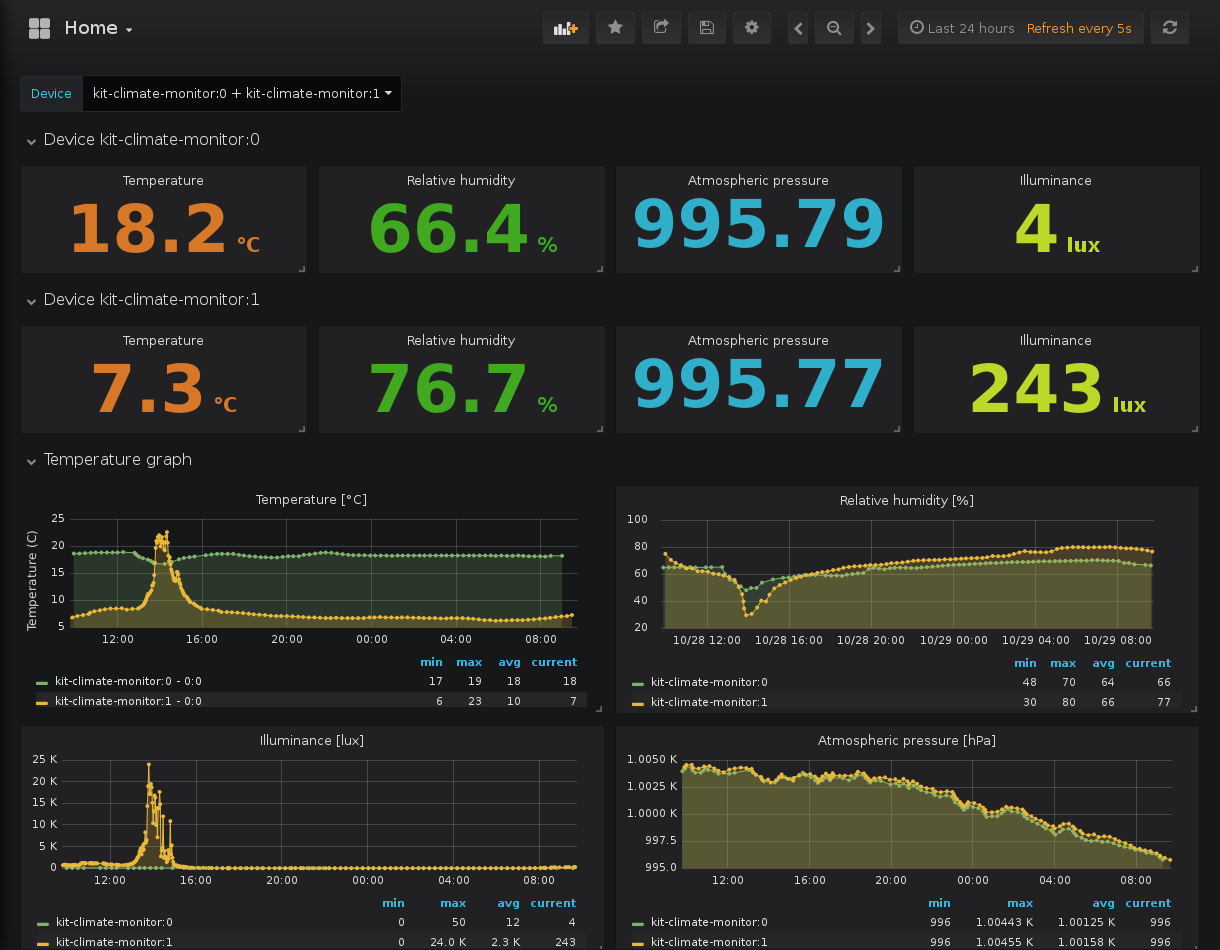 Home
Last 24 hours Refresh every 5s
Device kit-climate-monitor:0 + kit-climate-monitor:1
Device kit-climate-monitor:0
Temperature Relative humidity Atmospheric pressure Illuminance
18.2 °C 66.4 % 995.79 4 lux
Device kit-climate-monitor:1
Temperature Relative humidity Atmospheric pressure Illuminance
7.3 °C 76.7 % 995.77 243 lux
Temperature graph
Temperature [°C]
Temperature (C)
25
20
15
10
5
12:00 16:00 20:00 00:00 04:00 08:00
min max avg current
kit-climate-monitor:0 - 0:0 17 19 18 18
kit-climate-monitor:1 - 0:0 6 23 10 7
Relative humidity [%]
100
80
60
40
20
10/28 12:00 10/28 16:00 10/28 20:00 10/29 00:00 10/29 04:00 10/29 08:00
min max avg current
kit-climate-monitor:0 48 70 64 66
kit-climate-monitor:1 30 80 66 77
Illuminance [lux]
25 K
20 K
15 K
10 K
5 K
0
12:00 16:00 20:00 00:00 04:00 08:00
min max avg current
kit-climate-monitor:0 0 50 12 4
kit-climate-monitor:1 0 24.0 K 2.3 K 243
Atmospheric pressure [hPa]
1.0050 K
1.0025 K
1.0000 K
997.5
995.0
12:00 16:00 20:00 00:00 04:00 08:00
min max avg current
kit-climate-monitor:0 996 1.00443 K 1.00125 K 996
kit-climate-monitor:1 996 1.00455 K 1.00158 K 996